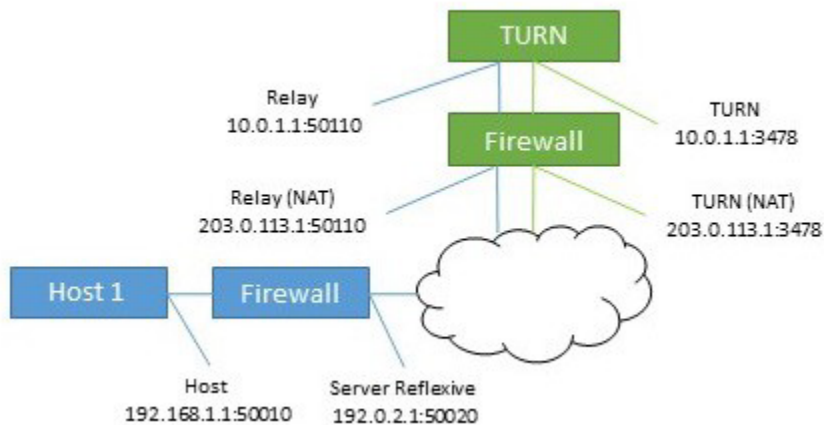 TURN
Relay
10.0.1.1:50110
TURN
10.0.1.1:3478
Firewall
Relay (NAT)
203.0.113.1:50110
TURN (NAT)
203.0.113.1:3478
Host 1
Firewall
Host
192.168.1.1:50010
Server Reflexive
192.0.2.1:50020